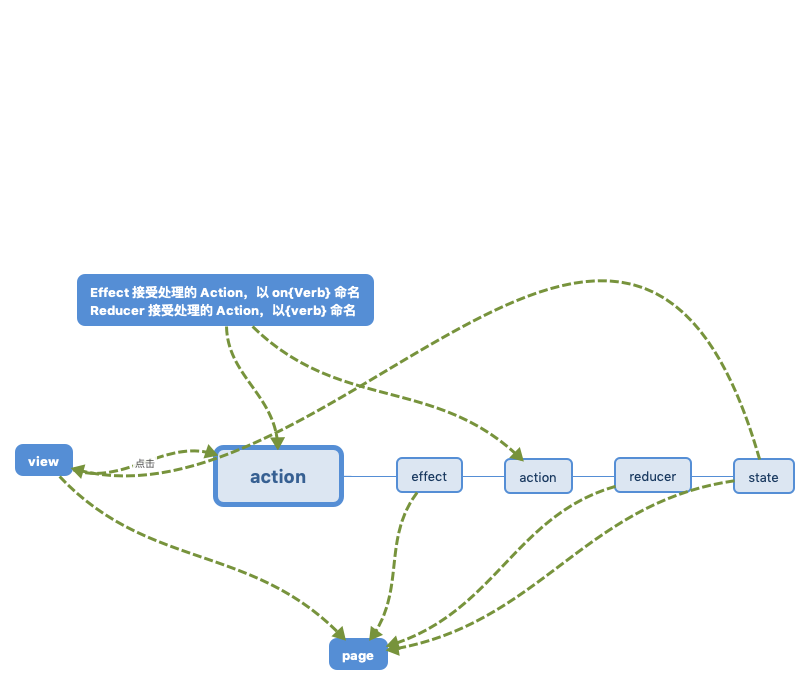 Effect 接受处理的 Action，以 on{Verb} 命名
Reducer 接受处理的 Action，以{verb} 命名
view
点击
action
effect
action
reducer
state
page